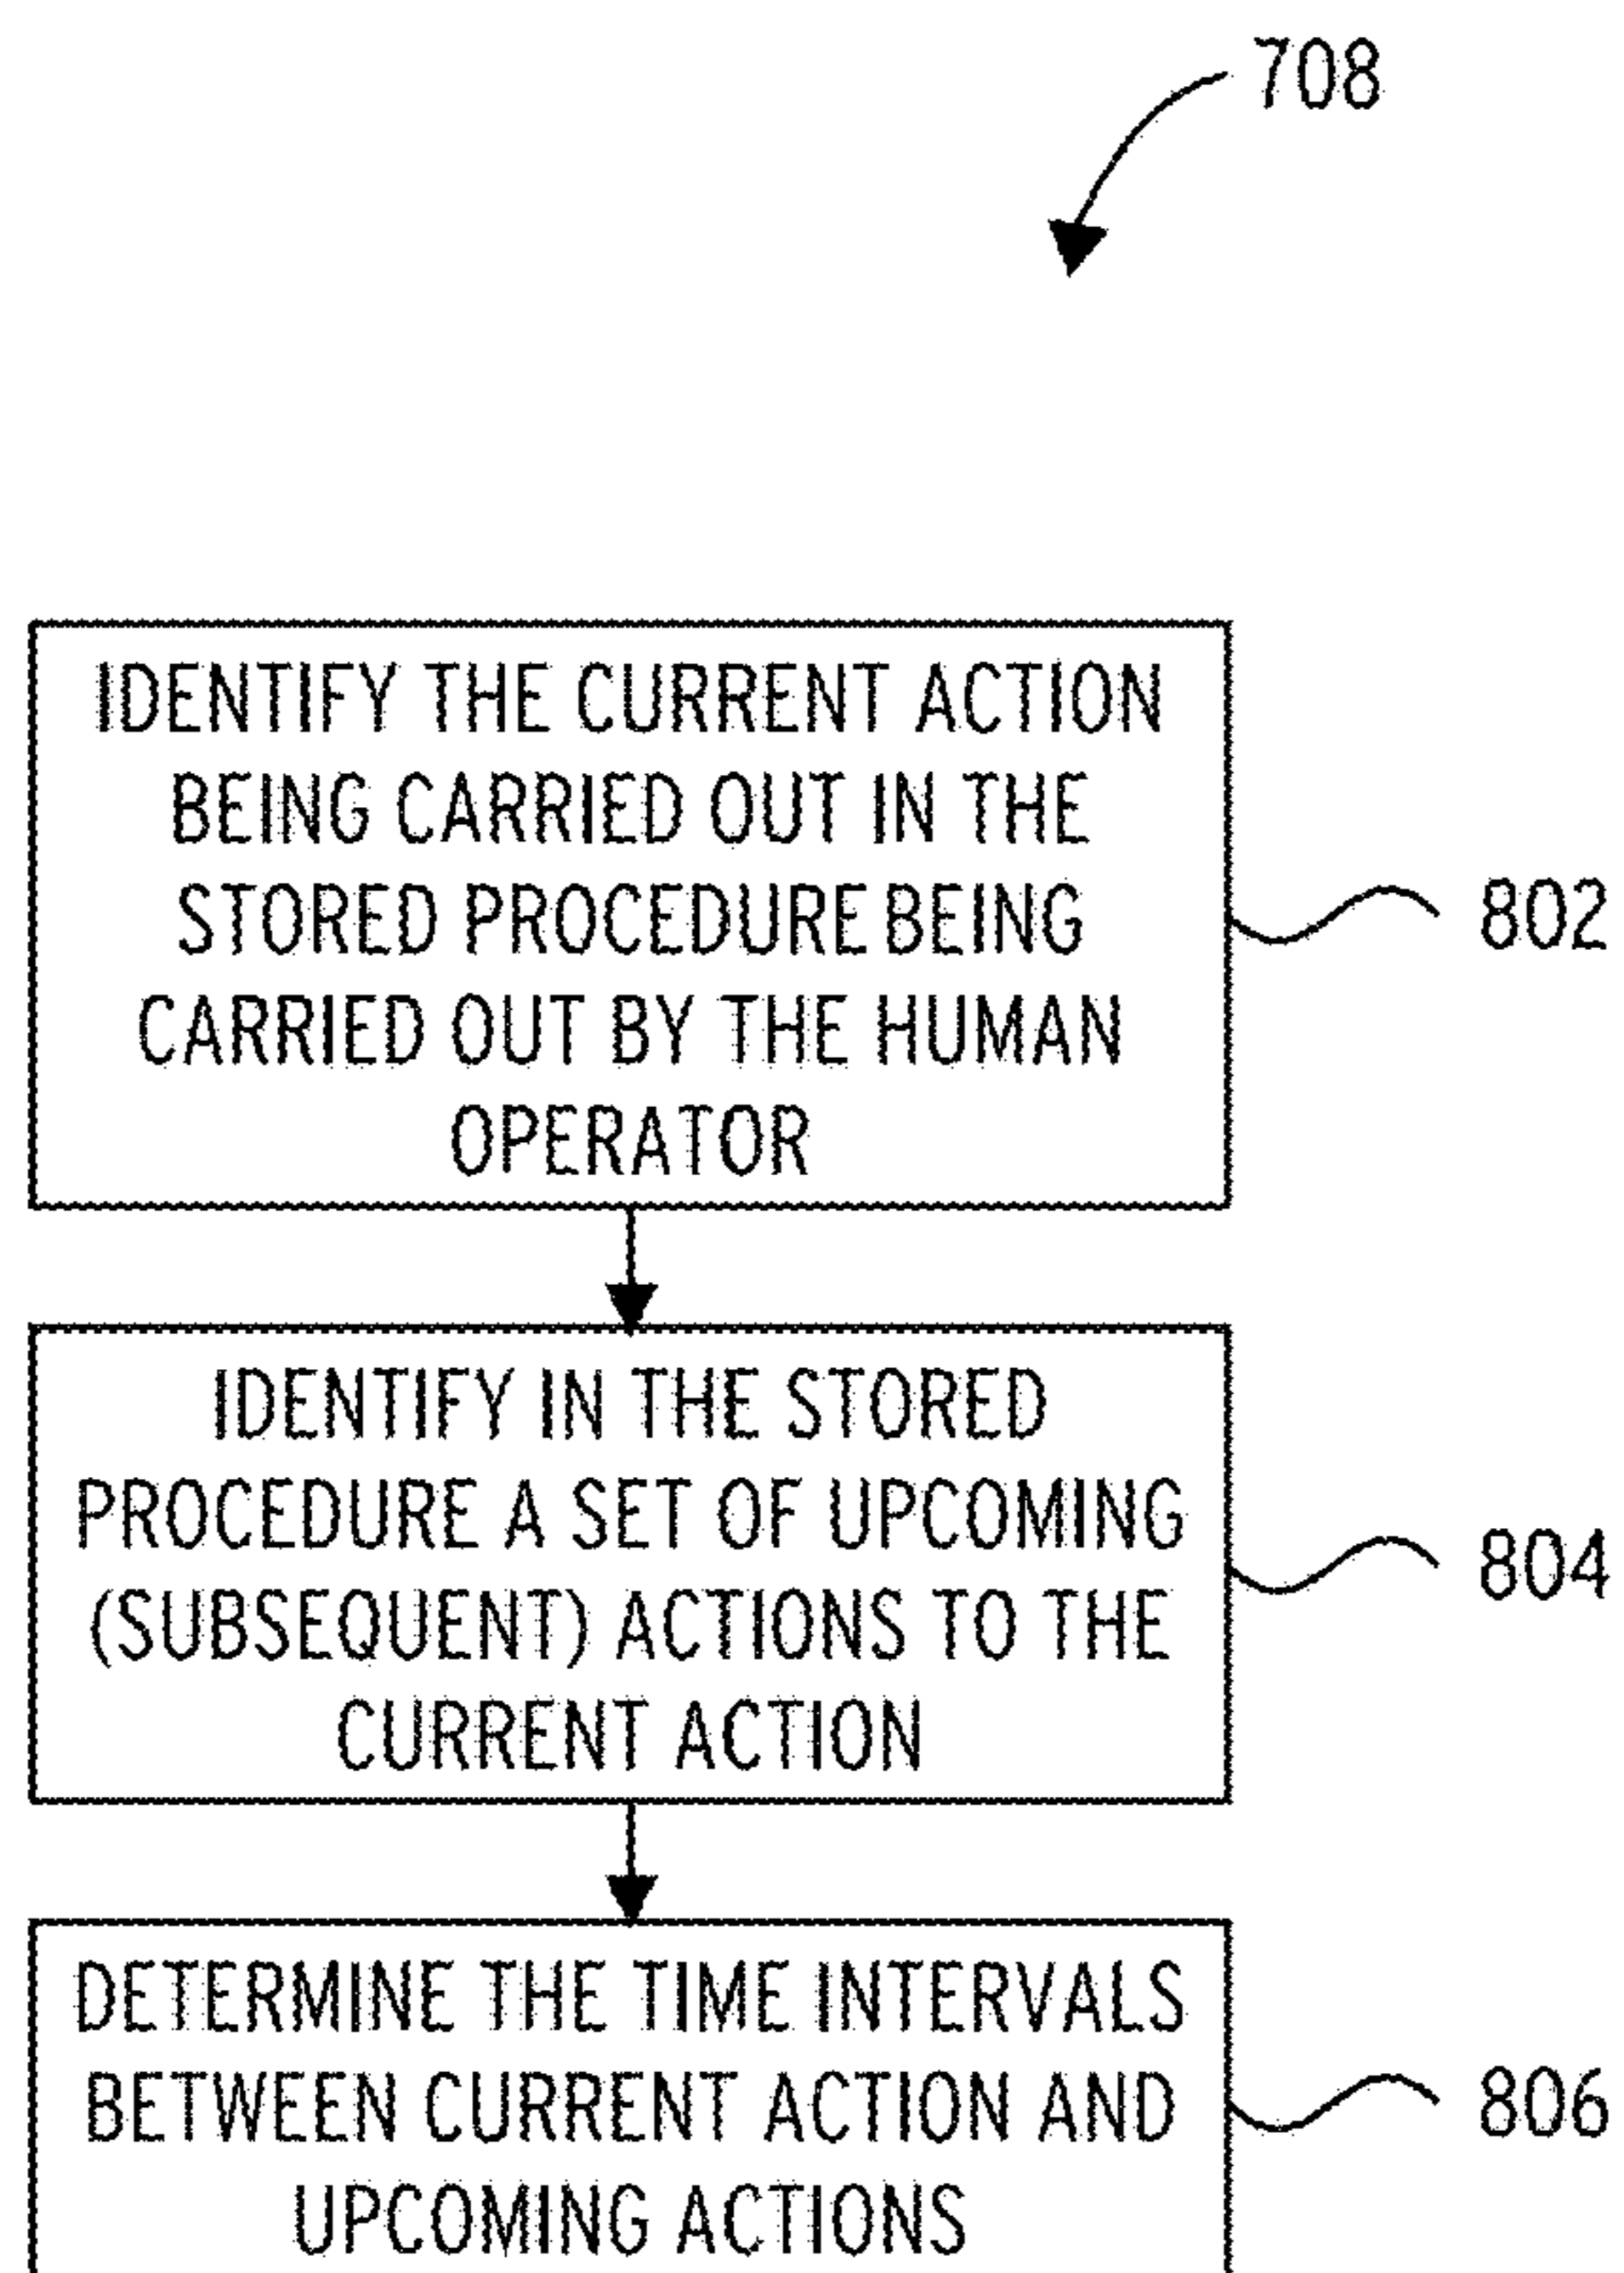 708
IDENTIFY THE CURRENT ACTION
BEING CARRIED OUT IN THE
STORED PROCEDURE BEING
CARRIED OUT BY THE HUMAN
OPERATOR
802
IDENTIFY IN THE STORED
PROCEDURE A SET OF UPCOMING
(SUBSEQUENT) ACTIONS TO THE
CURRENT ACTION
804
DETERMINE THE TIME INTERVALS
BETWEEN CURRENT ACTION AND
UPCOMING ACTIONS
806